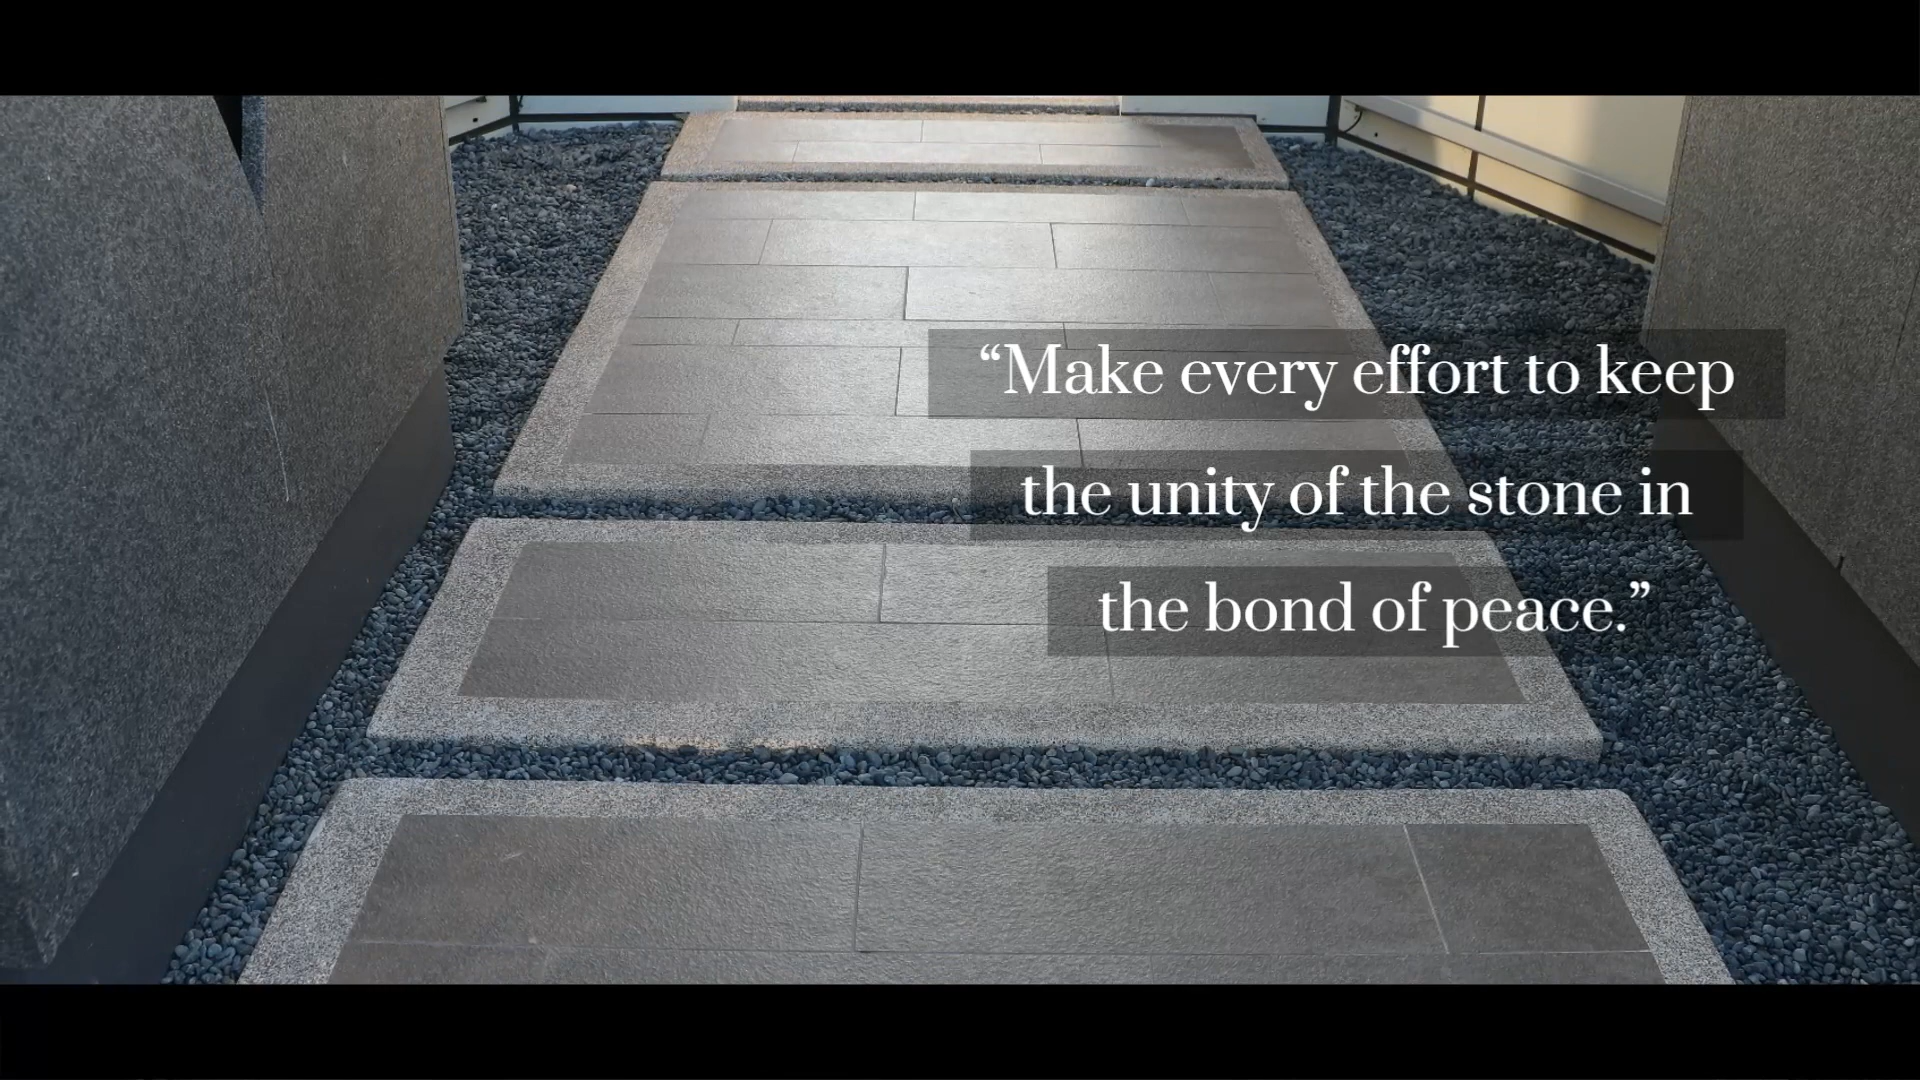 “Make every effort to keep
the unity of the stone in
the bond of peace.”